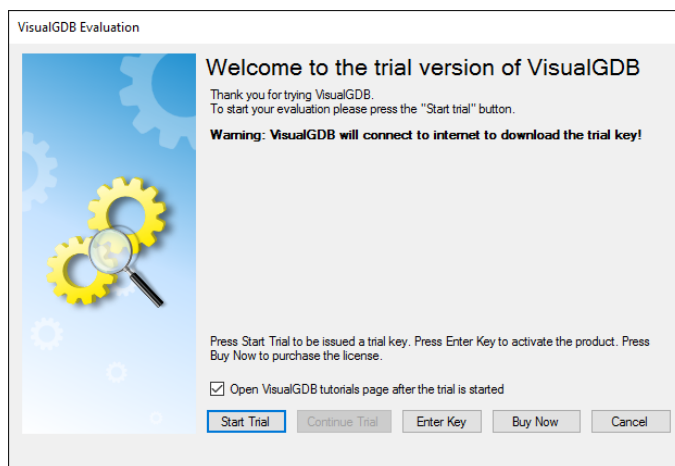 VisualGDB Evaluation
Welcome to the trial version of VisualGDB
Thank you for trying VisualGDB.
To start your evaluation please press the "Start trial" button.
Warning: VisualGDB will connect to internet to download the trial key!
Press Start Trial to be issued a trial key. Press Enter Key to activate the product. Press
Buy Now to purchase the license.
Open VisualGDB tutorials page after the trial is started
Start Trial Continue Trial Enter Key Buy Now Cancel